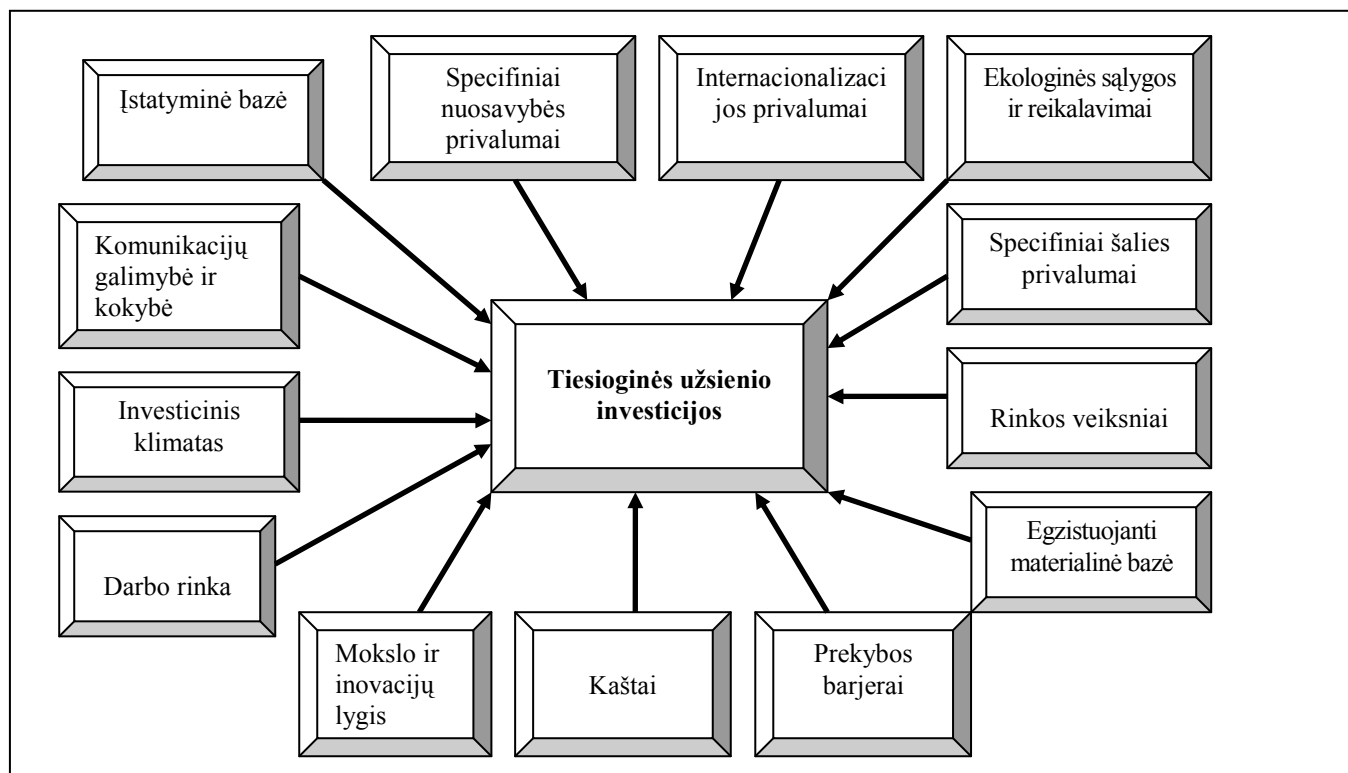 Įstatyminė bazė
Specifiniai
nuosavybės
privalumai
Internacionalizaci
jos privalumai
Ekologinės sąlygos
ir reikalavimai
Komunikacijų
galimybė ir
kokybė
Specifiniai šalies
privalumai
Tiesioginės užsienio
investicijos
Investicinis
klimatas
Rinkos veiksniai
Darbo rinka
Egzistuojanti
materialinė bazė
Mokslo ir
inovacijų
lygis
Kaštai
Prekybos
barjerai